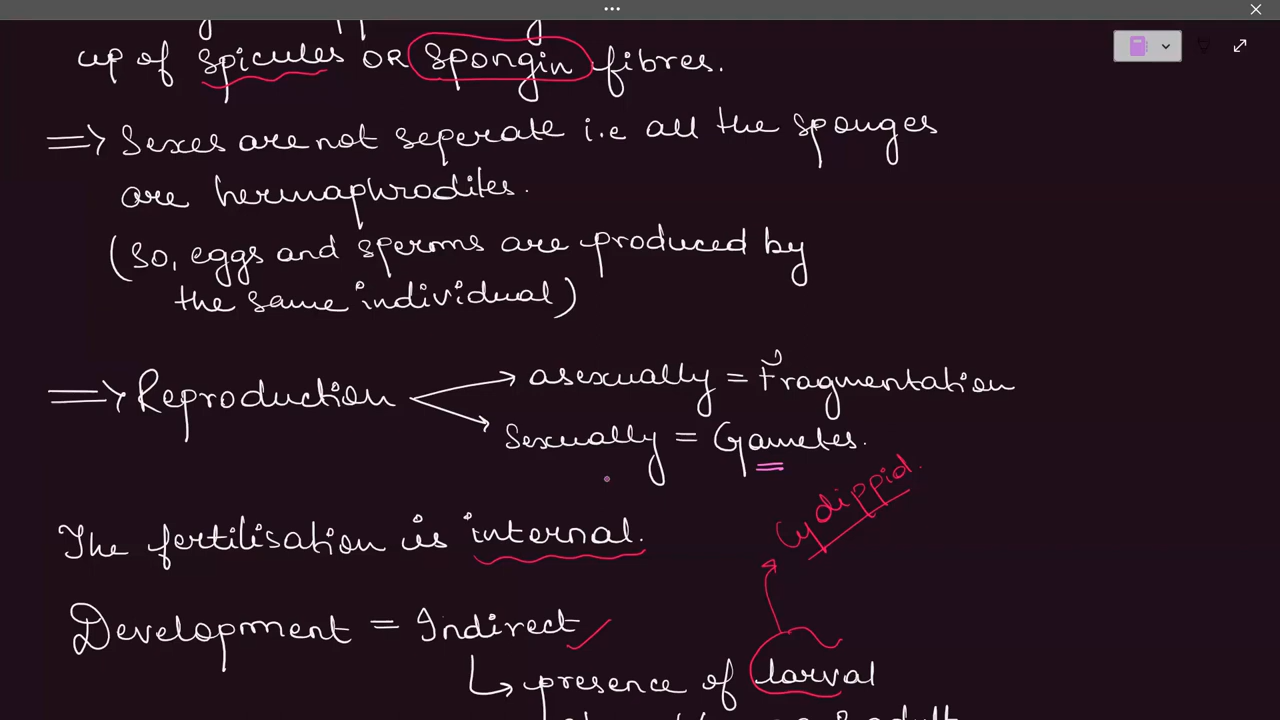 up of spicules OR spongin fibres.
=> Sexes are not seperate i.e all the sponges
are hermaphrodites.
(So, eggs and sperms are produced by
the same individual)
=> Reproduction → asexually = Fragmentation
→ Sexually = Gametes.
Cydippid.
The fertilisation is internal.
Development = Indirect ✓
↳ presence of larval